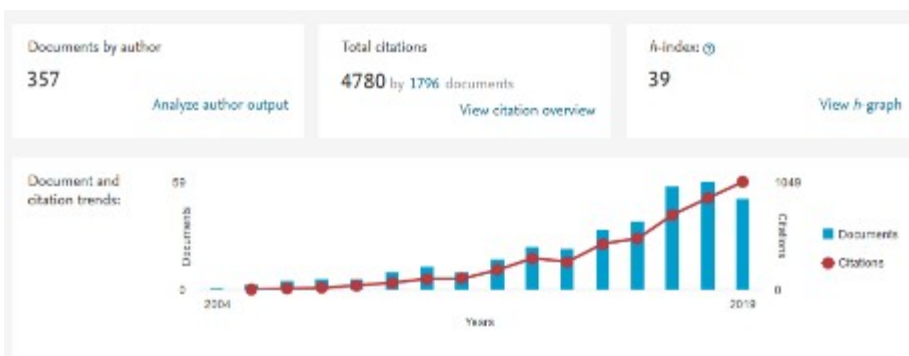 Documents by author
357
Analyze author output
Total citations
4780 by 1796 documents
View citation overview
h-index:
39
View h-graph
Document and
citation trends:
59
Documents
0
2004
2019
Years
1049
Citations
0
Documents
Citations